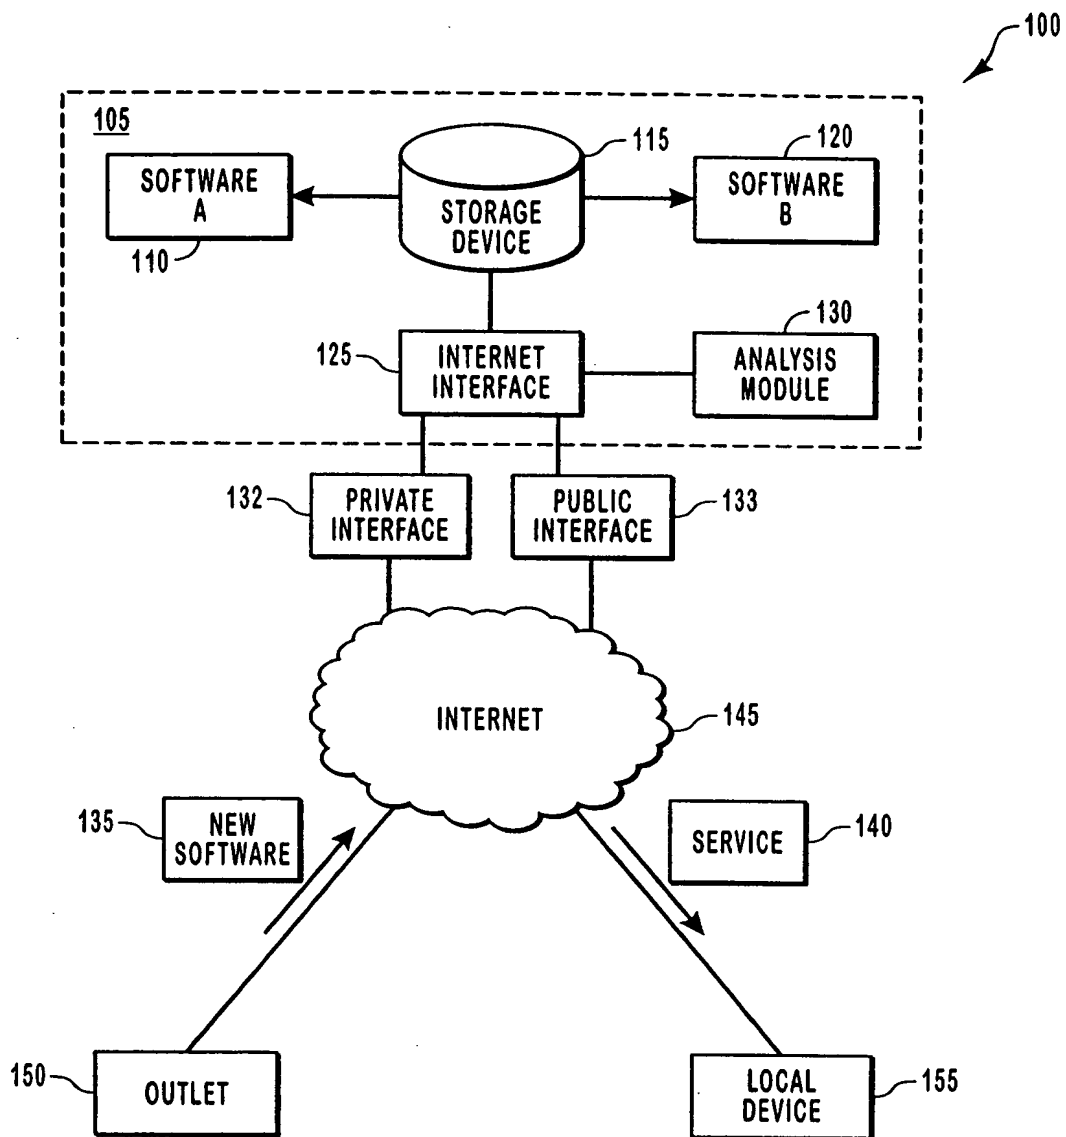 100
105
115
120
SOFTWARE
A
STORAGE
DEVICE
SOFTWARE
B
110
130
125
INTERNET
INTERFACE
ANALYSIS
MODULE
132
PRIVATE
INTERFACE
PUBLIC
INTERFACE
133
INTERNET
145
135
NEW
SOFTWARE
SERVICE
140
150
OUTLET
LOCAL
DEVICE
155